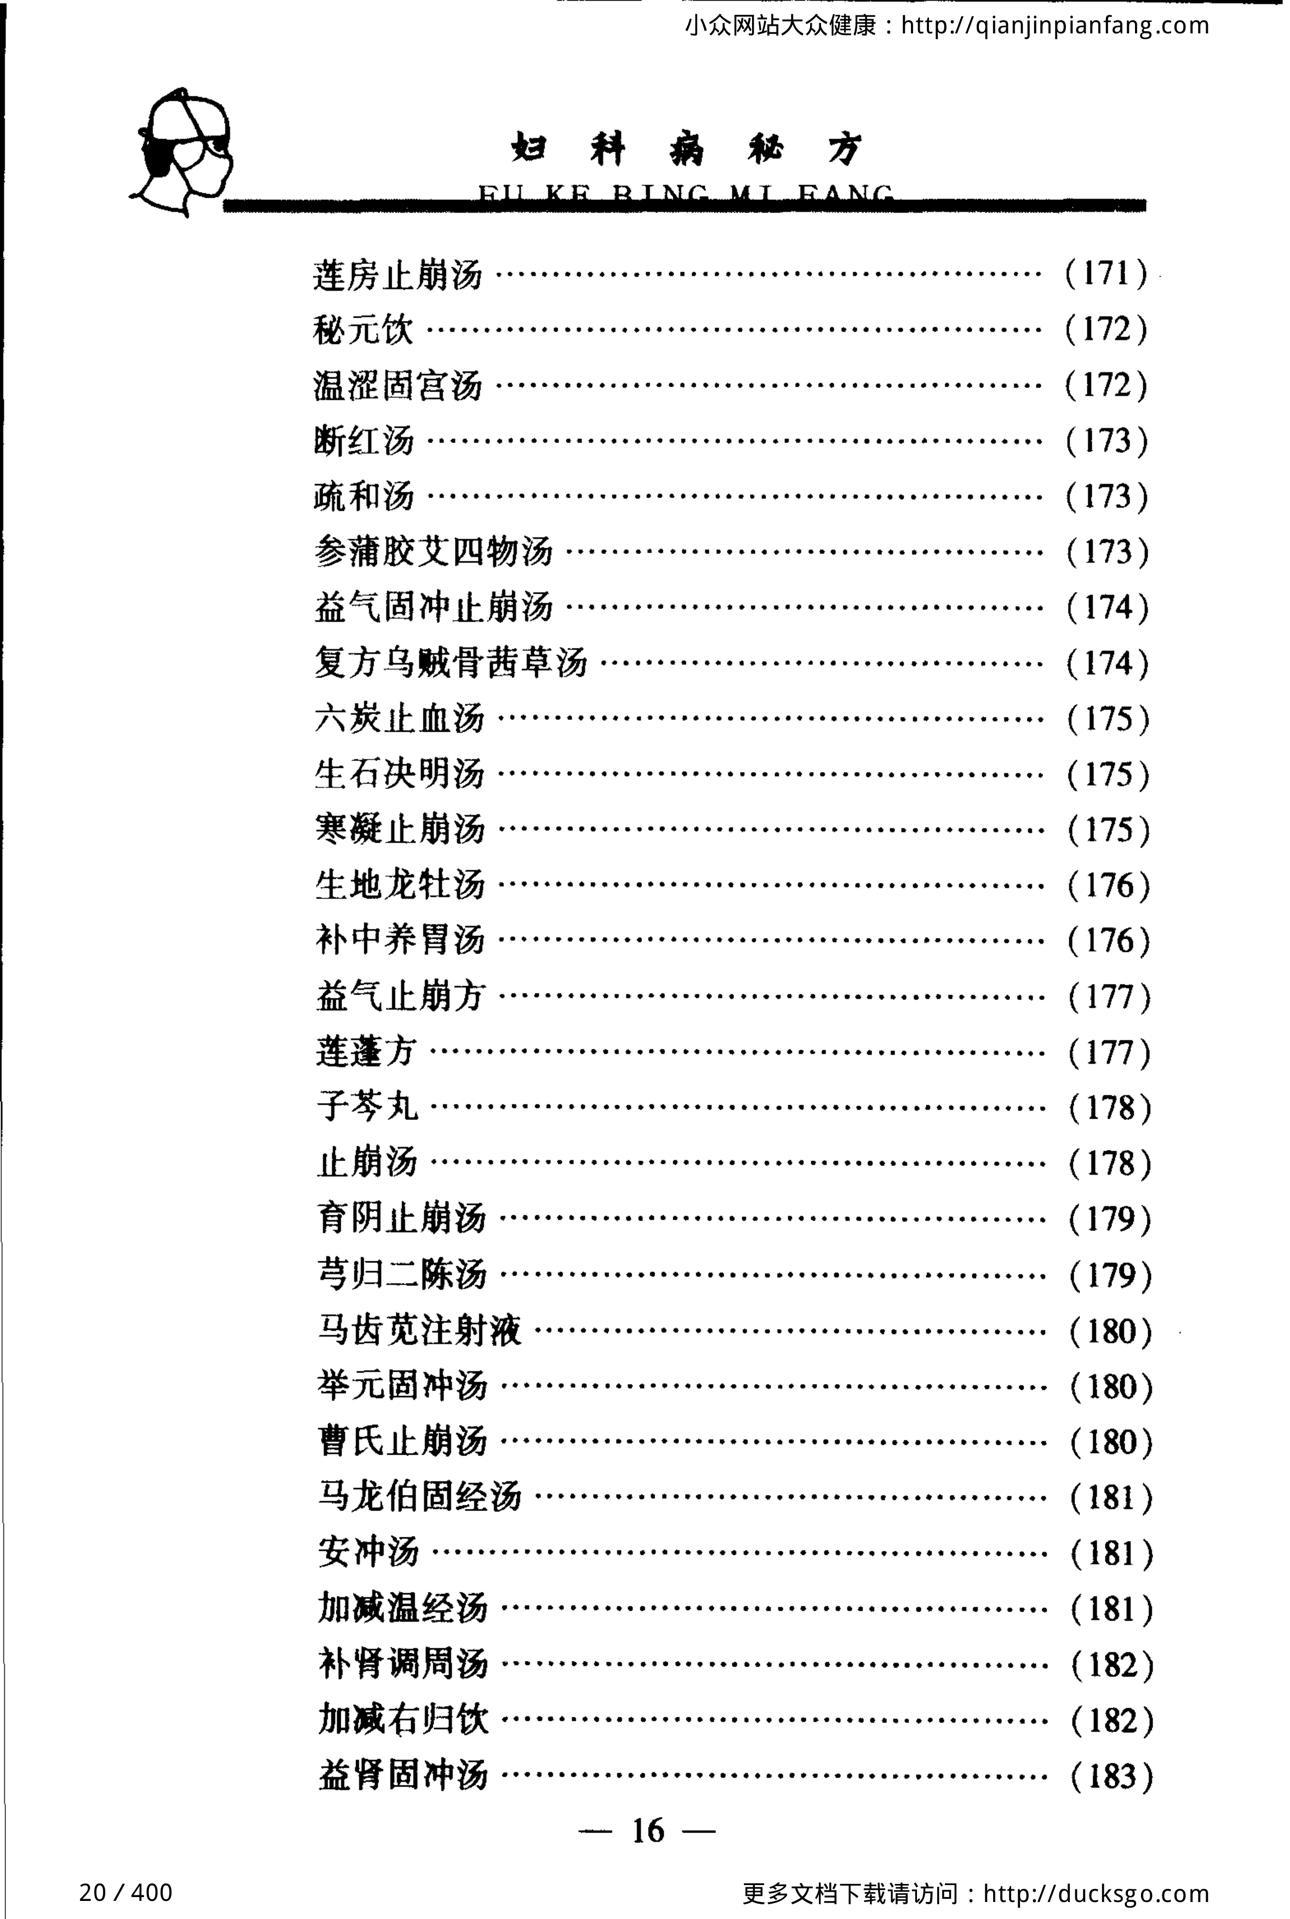 小众网站大众健康：http://qianjinpianfang.com
妇科病秘方
FU KE BING MI FANG
莲房止崩汤……………………………………………(171)
秘元饮……………………………………………(172)
温涩固宫汤……………………………………………(172)
断红汤……………………………………………(173)
疏和汤……………………………………………(173)
参蒲胶艾四物汤……………………………………………(173)
益气固冲止崩汤……………………………………………(174)
复方乌贼骨茜草汤……………………………………………(174)
六炭止血汤……………………………………………(175)
生石决明汤……………………………………………(175)
寒凝止崩汤……………………………………………(175)
生地龙牡汤……………………………………………(176)
补中养胃汤……………………………………………(176)
益气止崩方……………………………………………(177)
莲蓬方……………………………………………(177)
子芩丸……………………………………………(178)
止崩汤……………………………………………(178)
育阴止崩汤……………………………………………(179)
芎归二陈汤……………………………………………(179)
马齿苋注射液……………………………………………(180)
举元固冲汤……………………………………………(180)
曹氏止崩汤……………………………………………(180)
马龙伯固经汤……………………………………………(181)
安冲汤……………………………………………(181)
加减温经汤……………………………………………(181)
补肾调周汤……………………………………………(182)
加减右归饮……………………………………………(182)
益肾固冲汤……………………………………………(183)
— 16 —
20 / 400
更多文档下载请访问：http://ducksgo.com